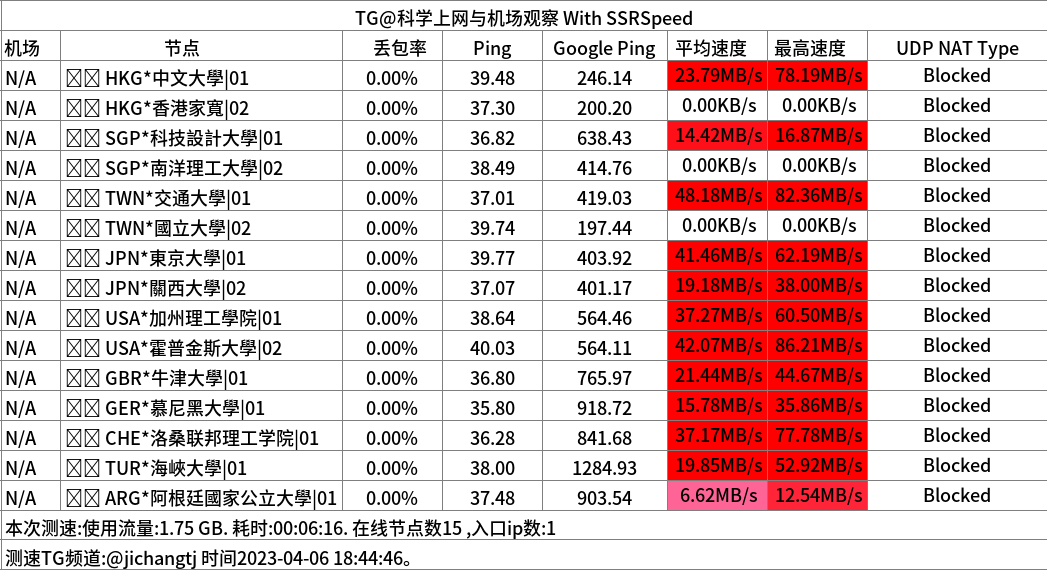 TG@科学上网与机场观察 With SSRSpeed
机场 节点 丢包率 Ping Google Ping 平均速度 最高速度 UDP NAT Type
N/A HKG*中文大學|01 0.00% 39.48 246.14 23.79MB/s 78.19MB/s Blocked
N/A HKG*香港家寬|02 0.00% 37.30 200.20 0.00KB/s 0.00KB/s Blocked
N/A SGP*科技設計大學|01 0.00% 36.82 638.43 14.42MB/s 16.87MB/s Blocked
N/A SGP*南洋理工大學|02 0.00% 38.49 414.76 0.00KB/s 0.00KB/s Blocked
N/A TWN*交通大學|01 0.00% 37.01 419.03 48.18MB/s 82.36MB/s Blocked
N/A TWN*國立大學|02 0.00% 39.74 197.44 0.00KB/s 0.00KB/s Blocked
N/A JPN*東京大學|01 0.00% 39.77 403.92 41.46MB/s 62.19MB/s Blocked
N/A JPN*關西大學|02 0.00% 37.07 401.17 19.18MB/s 38.00MB/s Blocked
N/A USA*加州理工學院|01 0.00% 38.64 564.46 37.27MB/s 60.50MB/s Blocked
N/A USA*霍普金斯大學|02 0.00% 40.03 564.11 42.07MB/s 86.21MB/s Blocked
N/A GBR*牛津大學|01 0.00% 36.80 765.97 21.44MB/s 44.67MB/s Blocked
N/A GER*慕尼黑大學|01 0.00% 35.80 918.72 15.78MB/s 35.86MB/s Blocked
N/A CHE*洛桑联邦理工学院|01 0.00% 36.28 841.68 37.17MB/s 77.78MB/s Blocked
N/A TUR*海峽大學|01 0.00% 38.00 1284.93 19.85MB/s 52.92MB/s Blocked
N/A ARG*阿根廷國家公立大學|01 0.00% 37.48 903.54 6.62MB/s 12.54MB/s Blocked
本次测速:使用流量:1.75 GB. 耗时:00:06:16. 在线节点数15 ,入口ip数:1
测速TG频道:@jichangtj 时间2023-04-06 18:44:46。